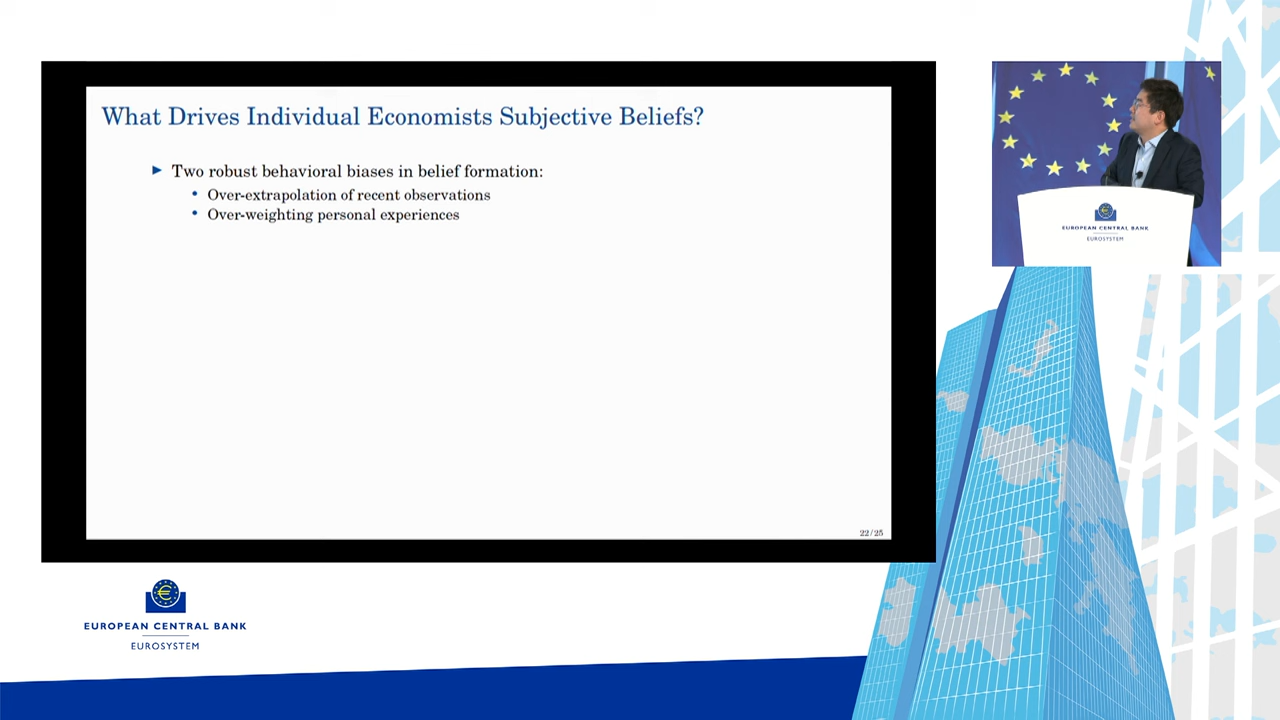 What Drives Individual Economists Subjective Beliefs?
► Two robust behavioral biases in belief formation:
• Over-extrapolation of recent observations
• Over-weighting personal experiences
22/25
EUROPEAN CENTRAL BANK
EUROSYSTEM
EUROPEAN CENTRAL BANK
EUROSYSTEM